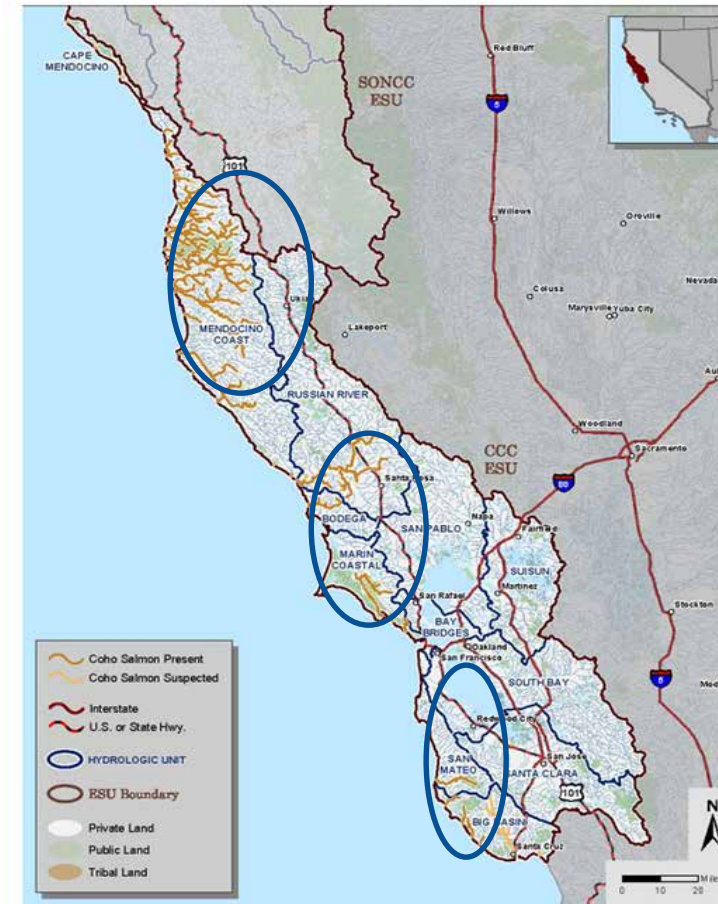 CAPE
MENDOCINO
Red Bluff
SONCC
ESU
5
101
Willows
Oroville
Nevada
Colusa
Marysville
Yuba City
Ukia
Lakeport
MENDOCINO
COAST
RUSSIAN RIVER
Au
Woodland
Sacramento
CCC
ESU
80
Santa Rosa
Napa
BODEGA
SAN PABLO
Fairfield
MARIN
COASTAL
SUISUN
Martinez
San Rafael
Stockton
BAY
BRIDGES
Oakland
San Francisco
SOUTH BAY
5
Mod
Redwood City
San Jose
SAN
MATEO
SANTA CLARA
101
BIG BASIN
Santa Cruz
Coho Salmon Present
Coho Salmon Suspected
Interstate
U.S. or State Hwy.
HYDROLOGIC UNIT
ESU Boundary
Private Land
Public Land
Tribal Land
N
Mile
0 10 20